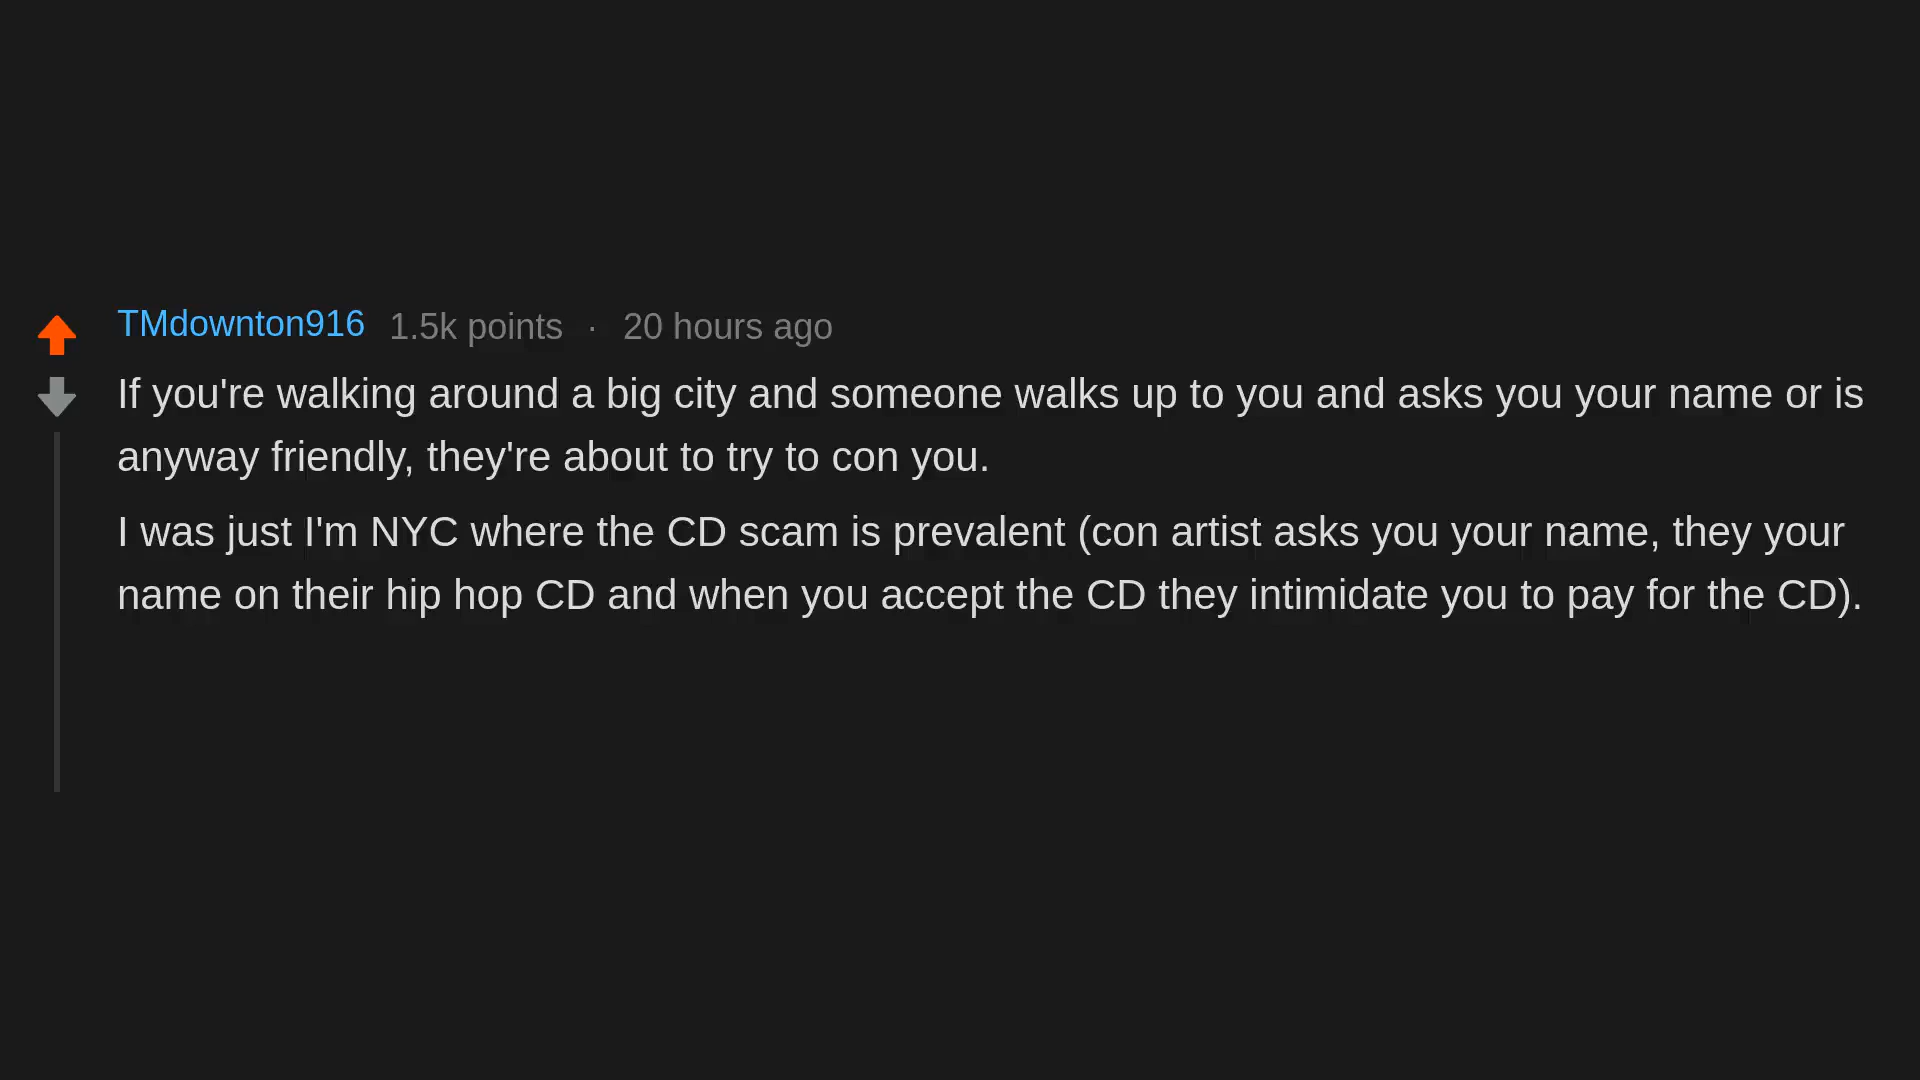 TMdownton916 1.5k points · 20 hours ago
If you're walking around a big city and someone walks up to you and asks you your name or is
anyway friendly, they're about to try to con you.
I was just I'm NYC where the CD scam is prevalent (con artist asks you your name, they your
name on their hip hop CD and when you accept the CD they intimidate you to pay for the CD).